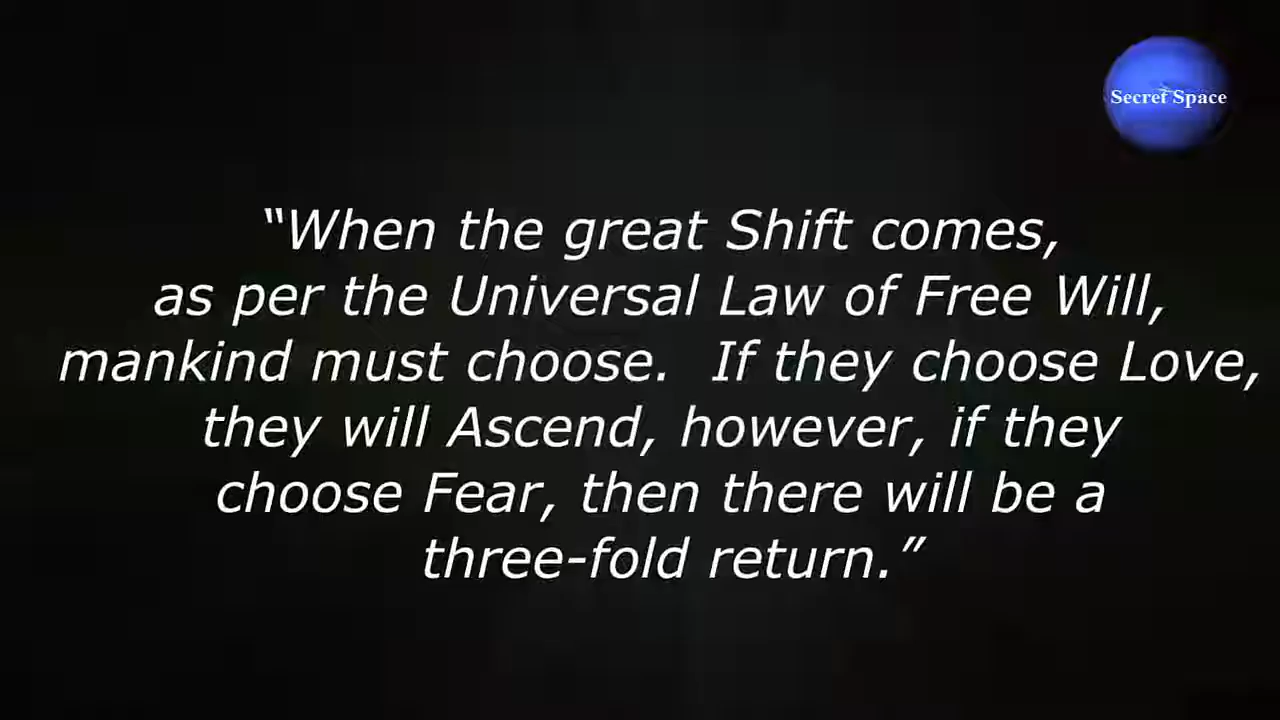 Secret Space
“When the great Shift comes,
as per the Universal Law of Free Will,
mankind must choose.  If they choose Love,
they will Ascend, however, if they
choose Fear, then there will be a
three-fold return.”